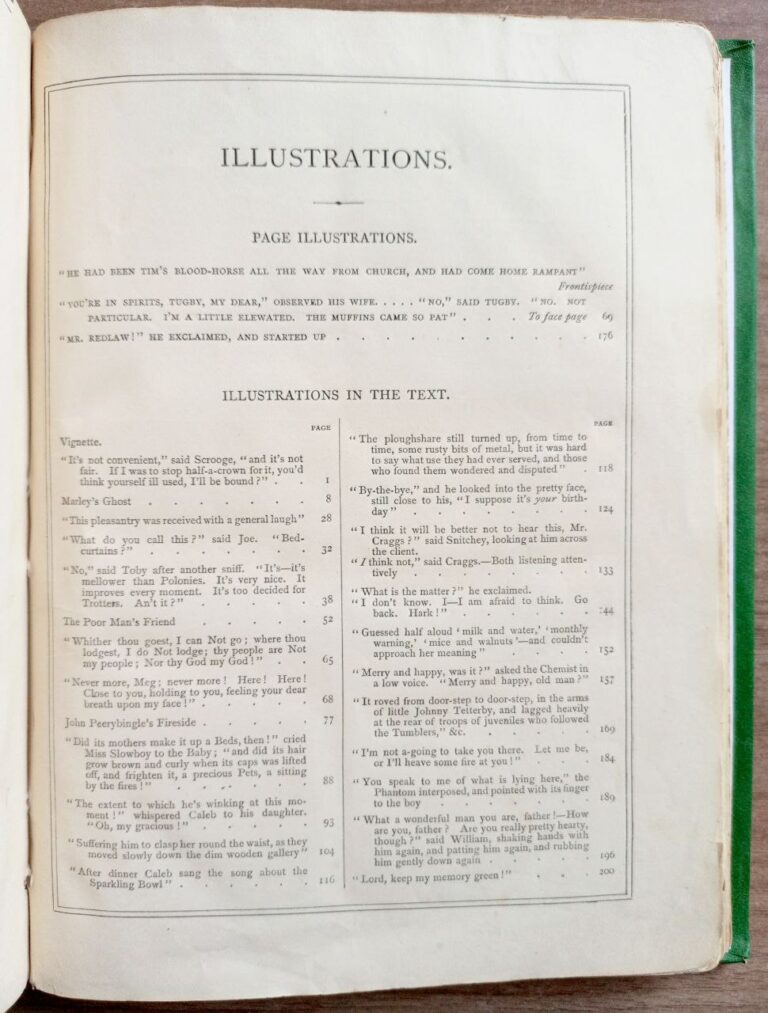 ILLUSTRATIONS.
PAGE ILLUSTRATIONS.
"HE HAD BEEN TIM'S BLOOD-HORSE ALL THE WAY FROM CHURCH, AND HAD COME HOME RAMPANT"
Frontispiece
"YOU'RE IN SPIRITS, TUGBY, MY DEAR," OBSERVED HIS WIFE. . . . . "NO," SAID TUGBY. "NO. NOT
PARTICULAR. I'M A LITTLE ELEWATED. THE MUFFINS CAME SO PAT" . . . To face page 69
"MR. REDLAW!" HE EXCLAIMED, AND STARTED UP . . . . . . . . . . . 176
ILLUSTRATIONS IN THE TEXT.
PAGE
Vignette.
"It's not convenient," said Scrooge, "and it's not
fair. If I was to stop half-a-crown for it, you'd
think yourself ill used, I'll be bound?" . . 1
Marley's Ghost . . . . . . . 8
"This pleasantry was received with a general laugh" 28
"What do you call this?" said Joe. "Bed-
curtains?" . . . . . . . . 32
"No," said Toby after another sniff. "It's—it's
mellower than Polonies. It's very nice. It
improves every moment. It's too decided for
Trotters. An't it?" . . . . . . 38
The Poor Man's Friend . . . . . 52
"Whither thou goest, I can Not go; where thou
lodgest, I do Not lodge; thy people are Not
my people; Nor thy God my God!" . . 65
"Never more, Meg; never more! Here! Here!
Close to you, holding to you, feeling your dear
breath upon my face!" . . . . . 68
John Peerybingle's Fireside . . . . . 77
"Did its mothers make it up a Beds, then!" cried
Miss Slowboy to the Baby; "and did its hair
grow brown and curly when its caps was lifted
off, and frighten it, a precious Pets, a sitting
by the fires!" . . . . . . 88
"The extent to which he's winking at this mo-
ment!" whispered Caleb to his daughter.
"Oh, my gracious!" . . . . . 93
"Suffering him to clasp her round the waist, as they
moved slowly down the dim wooden gallery" 104
"After dinner Caleb sang the song about the
Sparkling Bowl" . . . . . . 116
PAGE
"The ploughshare still turned up, from time to
time, some rusty bits of metal, but it was hard
to say what use they had ever served, and those
who found them wondered and disputed" . 118
"By-the-bye," and he looked into the pretty face,
still close to his, "I suppose it's your birth-
day" . . . . . . . . 124
"I think it will be better not to hear this, Mr.
Craggs?" said Snitchey, looking at him across
the client.
"I think not," said Craggs.—Both listening atten-
tively . . . . . . . . 133
"What is the matter?" he exclaimed.
"I don't know. I—I am afraid to think. Go
back. Hark!" . . . . . . 144
"Guessed half aloud 'milk and water,' 'monthly
warning,' 'mice and walnuts'—and couldn't
approach her meaning" . . . . . 152
"Merry and happy, was it?" asked the Chemist in
a low voice. "Merry and happy, old man?" 157
"It roved from door-step to door-step, in the arms
of little Johnny Tetterby, and lagged heavily
at the rear of troops of juveniles who followed
the Tumblers," &c. . . . . . 169
"I'm not a-going to take you there. Let me be,
or I'll heave some fire at you!" . . . 184
"You speak to me of what is lying here," the
Phantom interposed, and pointed with its finger
to the boy . . . . . . . 189
"What a wonderful man you are, father!—How
are you, father? Are you really pretty hearty,
though?" said William, shaking hands with
him again, and patting him again, and rubbing
him gently down again . . . . . 196
"Lord, keep my memory green!" . . . 200